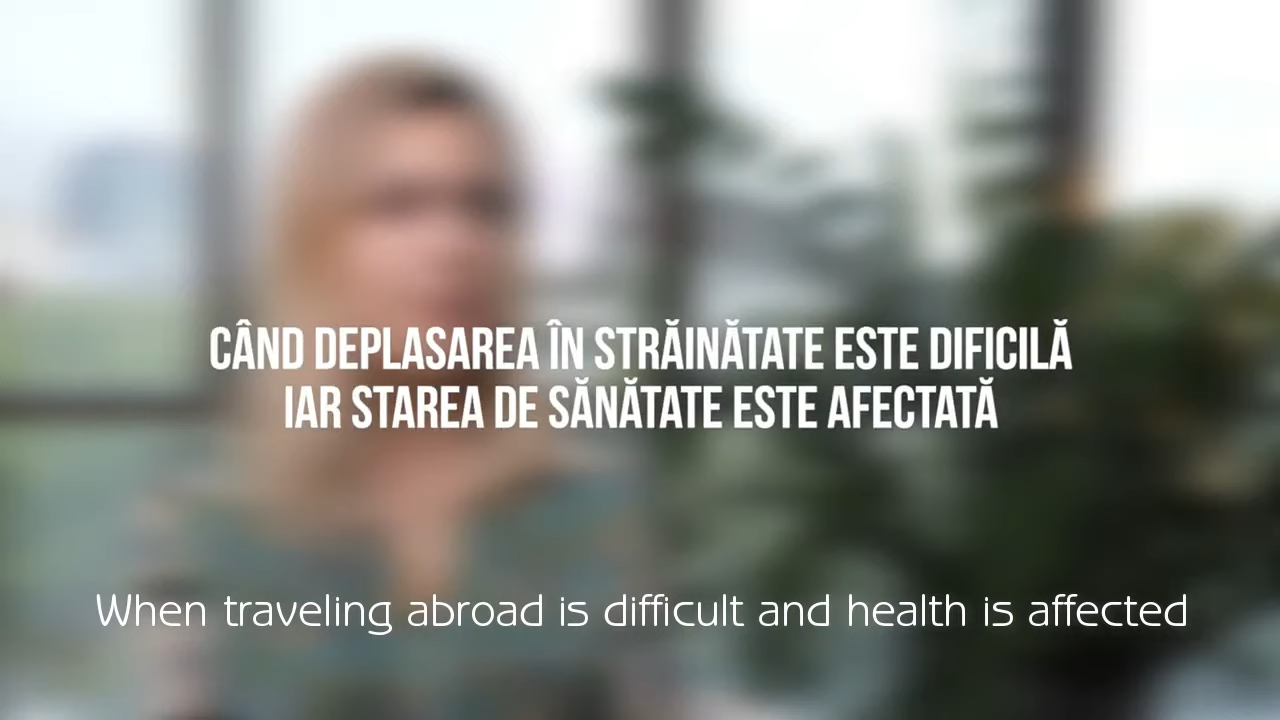 CÂND DEPLASAREA ÎN STRĂINĂTATE ESTE DIFICILĂ
IAR STAREA DE SĂNĂTATE ESTE AFECTATĂ
When traveling abroad is difficult and health is affected